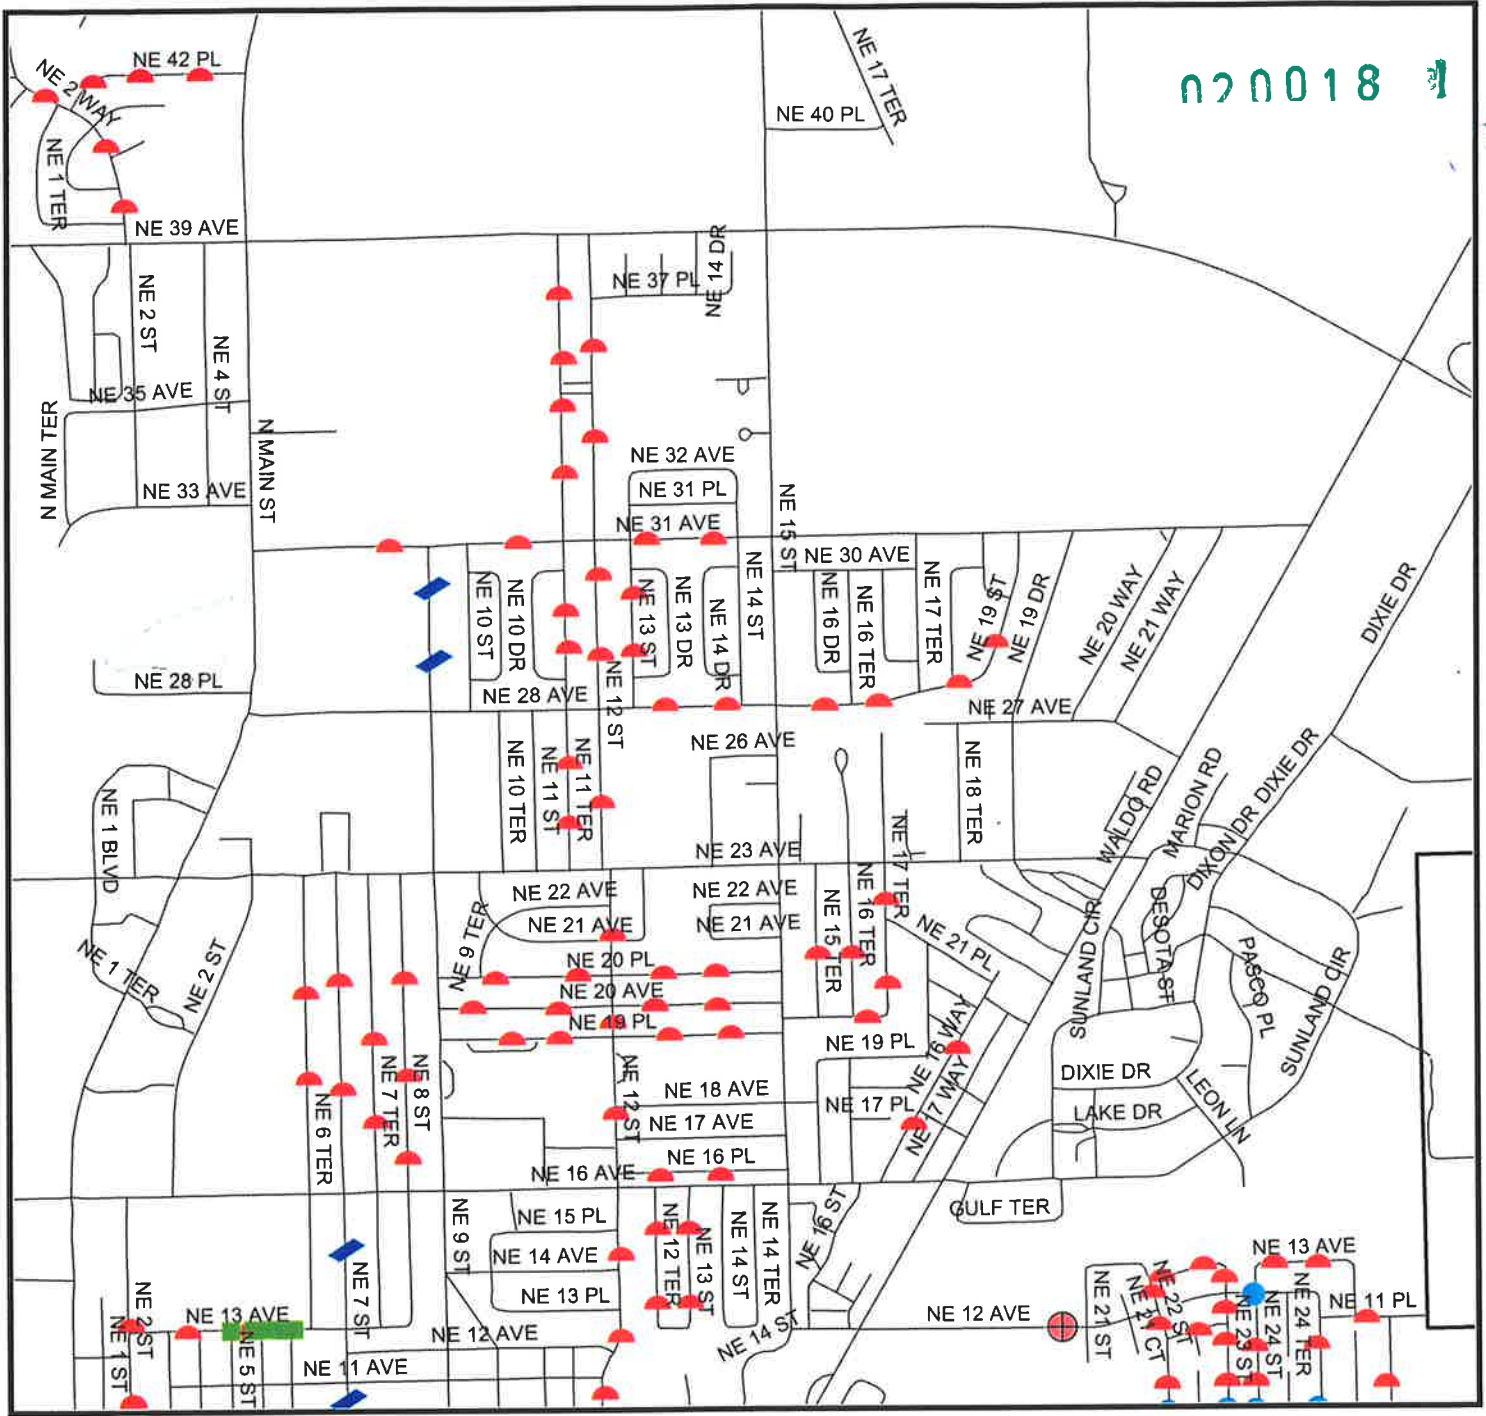 020018
NE 42 PL
NE 2 WAY
NE 17 TER
NE 40 PL
NE 1 TER
NE 39 AVE
NE 14 DR
NE 37 PL
NE 2 ST
NE 4 ST
NE 35 AVE
N MAIN TER
N MAIN ST
NE 33 AVE
NE 32 AVE
NE 31 PL
NE 31 AVE
NE 15 ST
NE 30 AVE
NE 10 ST
NE 10 DR
NE 13 ST
NE 13 DR
NE 14 DR
NE 14 ST
NE 16 DR
NE 16 TER
NE 17 TER
NE 19 ST
NE 19 DR
NE 20 WAY
NE 21 WAY
DIXIE DR
NE 28 PL
NE 28 AVE
NE 12 ST
NE 27 AVE
NE 26 AVE
NE 10 TER
NE 11 ST
NE 11 TER
NE 18 TER
WALDO RD
MARION RD
DIXIE DR
DIXON DR
NE 1 BLVD
NE 23 AVE
NE 17 TER
NE 22 AVE
NE 22 AVE
NE 21 AVE
NE 21 AVE
NE 9 TER
NE 15 TER
NE 16 TER
NE 21 PL
SUNLAND CIR
DESOTA ST
PASCO PL
SUNLAND CIR
NE 1 TER
NE 2 ST
NE 20 PL
NE 20 AVE
NE 19 PL
NE 19 PL
NE 16 WAY
NE 17 WAY
NE 6 TER
NE 7 TER
NE 8 ST
NE 12 ST
NE 18 AVE
NE 17 PL
NE 17 AVE
DIXIE DR
LAKE DR
LEON LN
NE 16 PL
NE 16 AVE
GULF TER
NE 9 ST
NE 15 PL
NE 14 AVE
NE 13 PL
NE 12 TER
NE 13 ST
NE 14 ST
NE 14 TER
NE 16 ST
NE 7 ST
NE 2 ST
NE 1 ST
NE 13 AVE
NE 5 ST
NE 12 AVE
NE 11 AVE
NE 14 ST
NE 12 AVE
NE 21 ST
NE 21 CT
NE 22 ST
NE 23 ST
NE 24 ST
NE 24 TER
NE 13 AVE
NE 11 PL